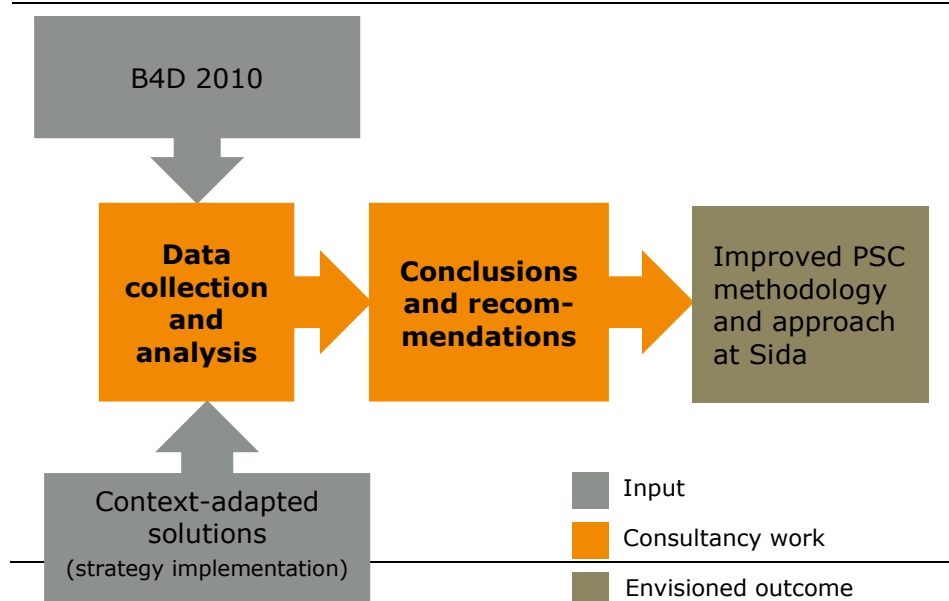 B4D 2010
Data
collection
and
analysis
Conclusions
and recom-
mendations
Improved PSC
methodology
and approach
at Sida
Context-adapted
solutions
(strategy implementation)
Input
Consultancy work
Envisioned outcome